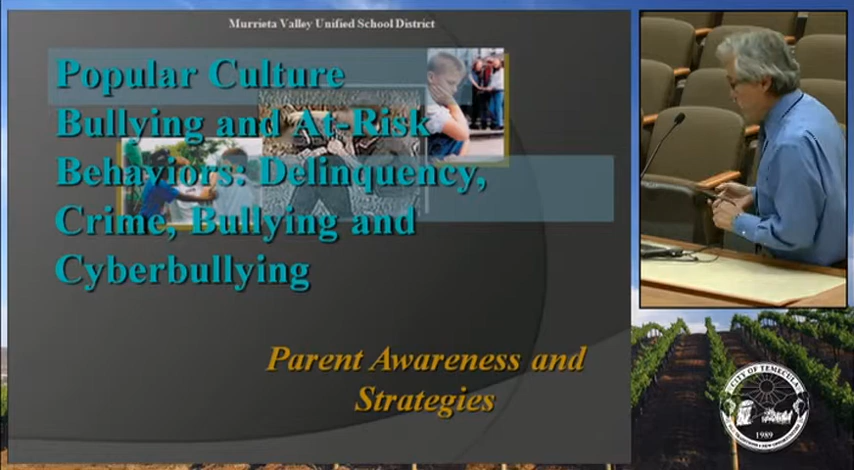 Murrieta Valley Unified School District
Popular Culture
Bullying and At-Risk
Behaviors: Delinquency,
Crime, Bullying and
Cyberbullying
Parent Awareness and
Strategies
CITY OF TEMECULA
1989